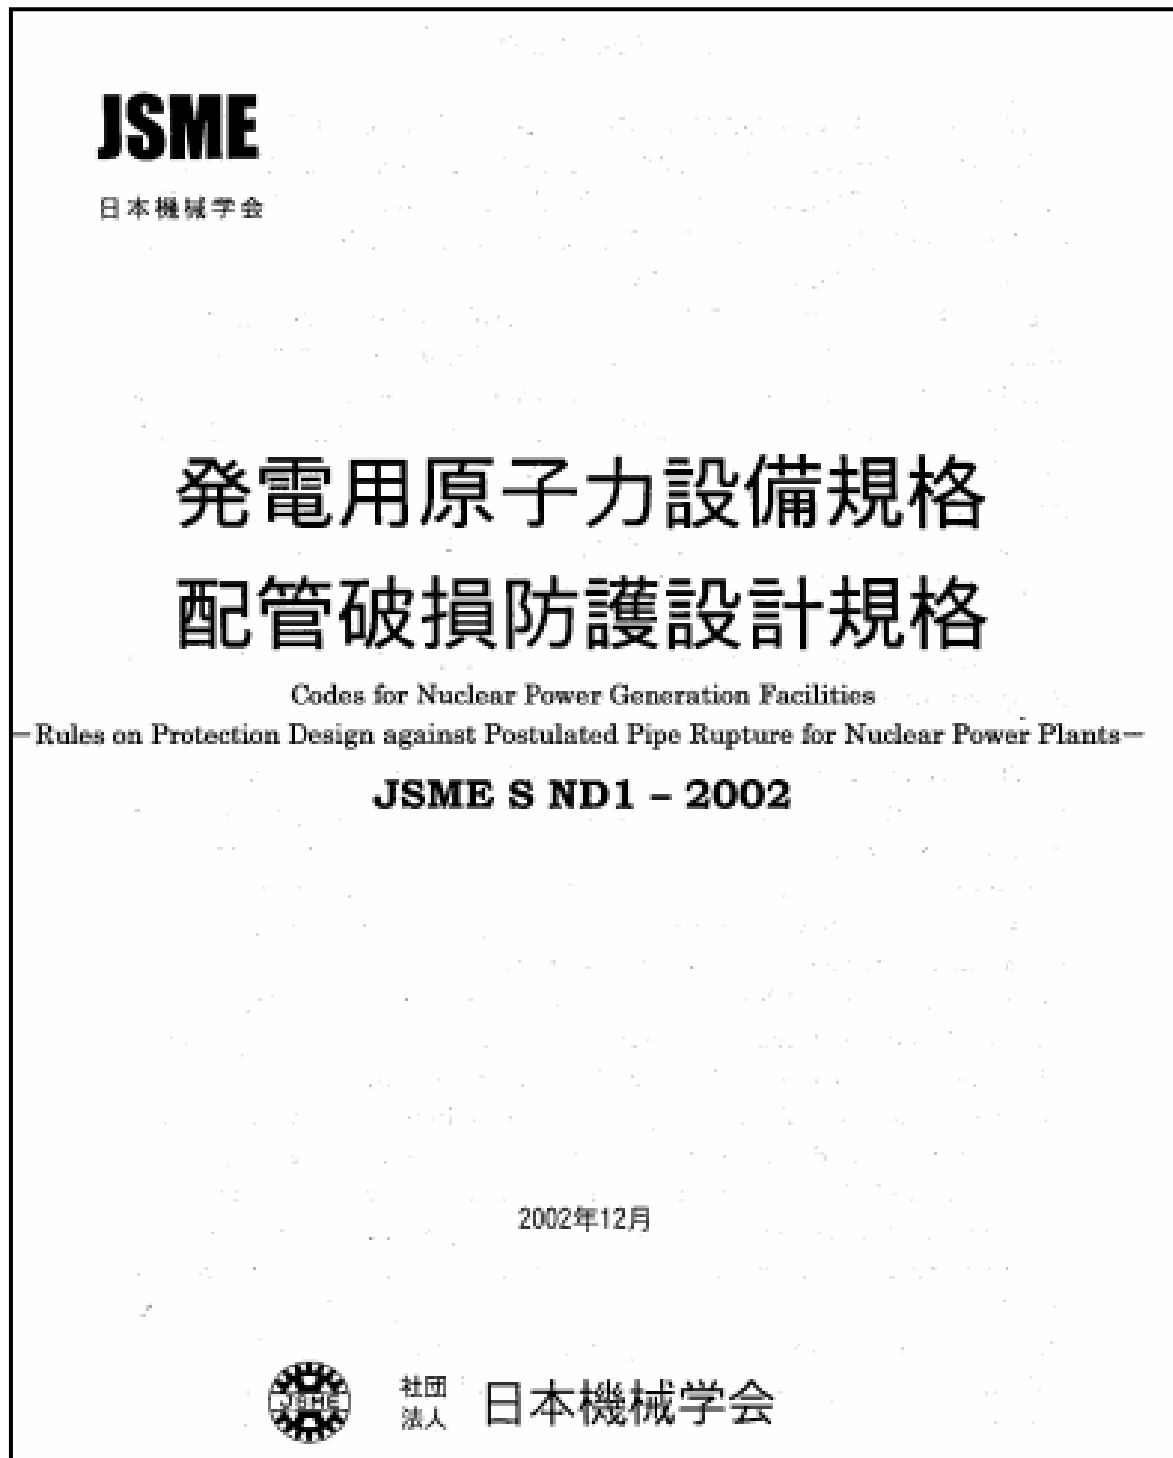 JSME
日本機械学会
発電用原子力設備規格
配管破損防護設計規格
Codes for Nuclear Power Generation Facilities
—Rules on Protection Design against Postulated Pipe Rupture for Nuclear Power Plants—
JSME S ND1 – 2002
2002年12月
JSME
社団
法人
日本機械学会